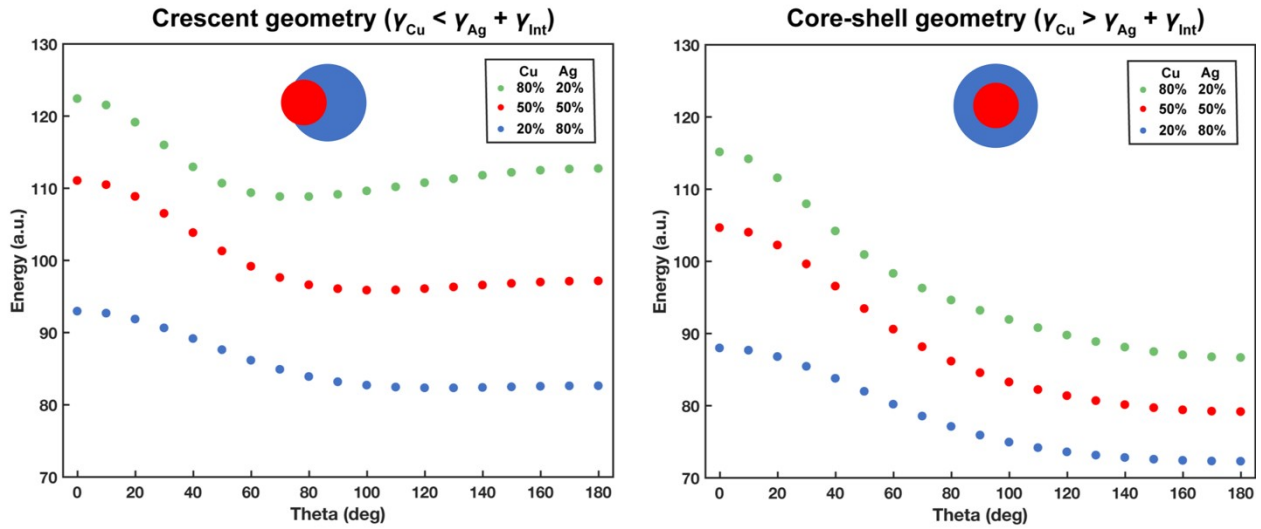 Crescent geometry (γCu < γAg + γInt)
130
120
110
100
90
80
70
Energy (a.u.)
0 20 40 60 80 100 120 140 160 180
Theta (deg)
Cu Ag
80% 20%
50% 50%
20% 80%
Core-shell geometry (γCu > γAg + γInt)
130
120
110
100
90
80
70
Energy (a.u.)
0 20 40 60 80 100 120 140 160 180
Theta (deg)
Cu Ag
80% 20%
50% 50%
20% 80%